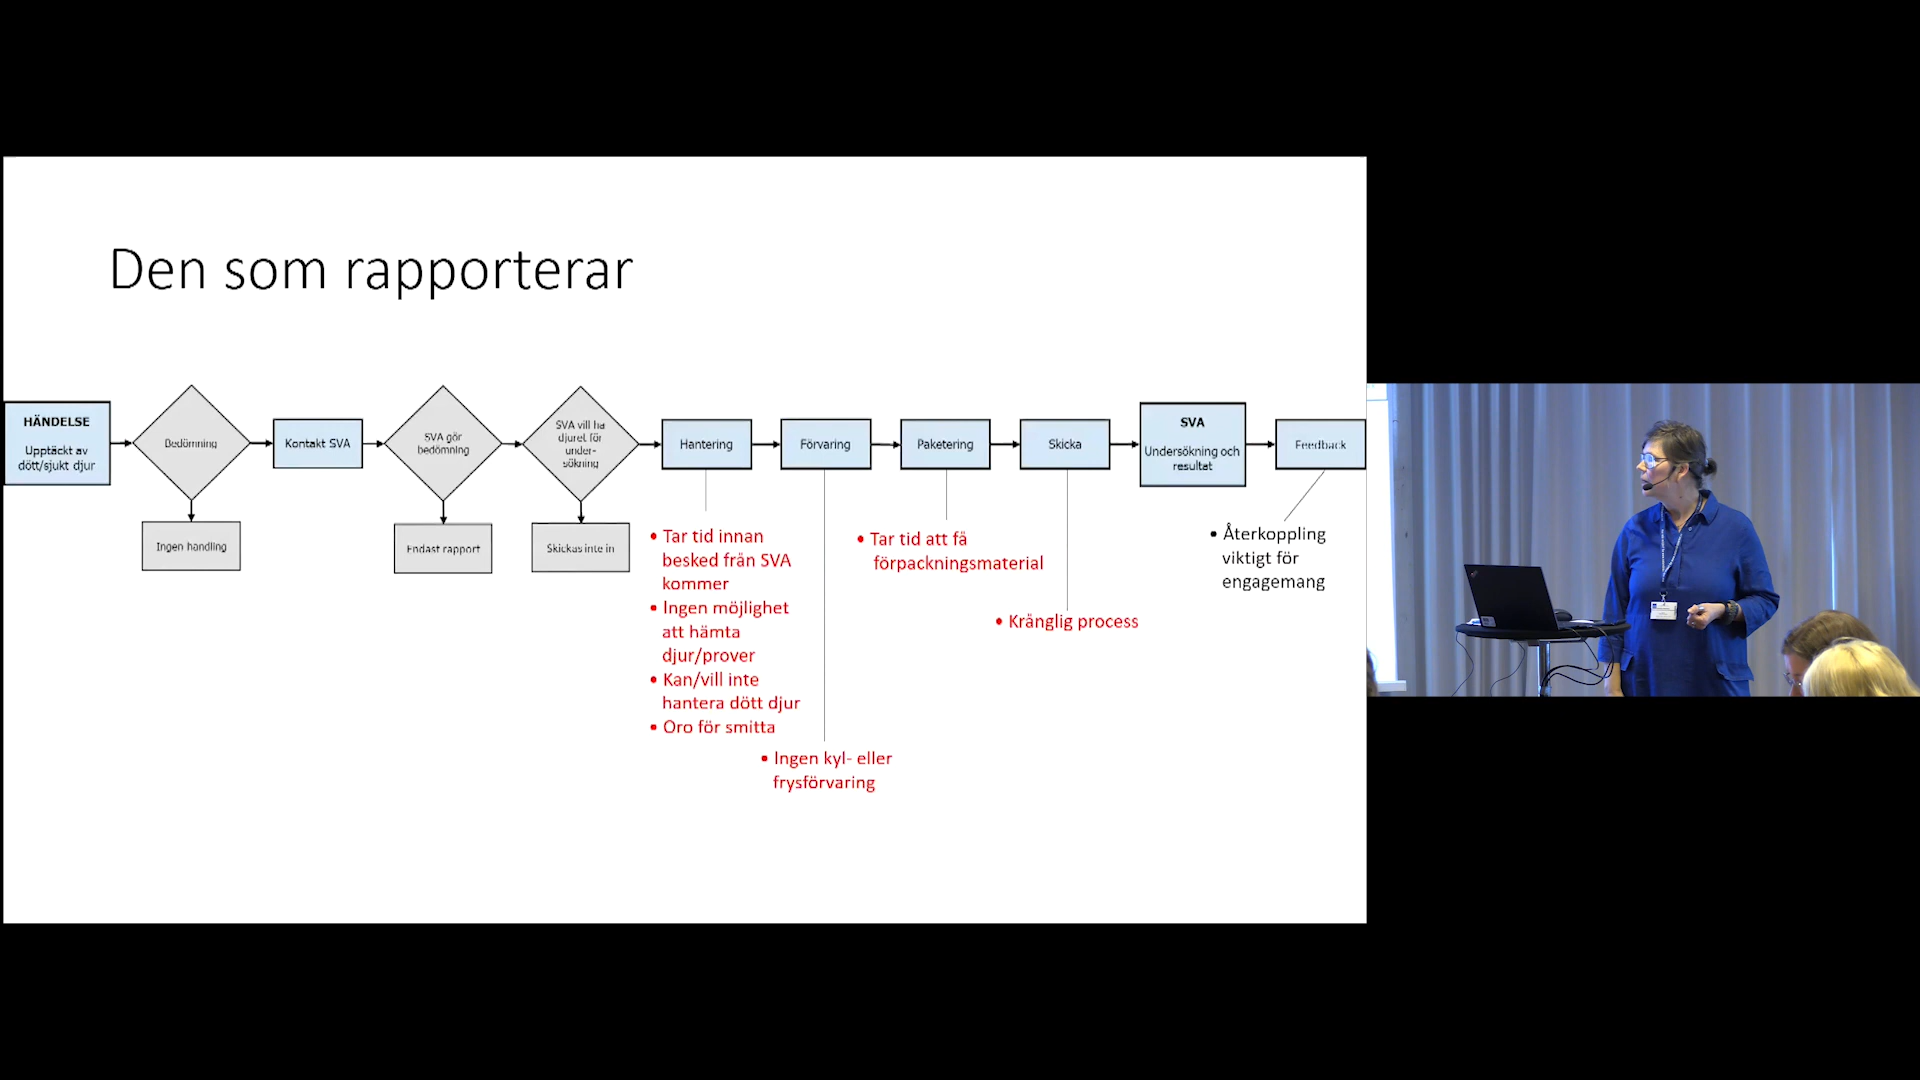 Den som rapporterar
HÄNDELSE
Upptäckt av
dött/sjukt djur
Bedömning
Kontakt SVA
SVA gör
bedömning
SVA vill ha
djuret för
under-
sökning
Hantering
Förvaring
Paketering
Skicka
SVA
Undersökning och
resultat
Feedback
Ingen handling
Endast rapport
Skickas inte in
• Tar tid innan
besked från SVA
kommer
• Ingen möjlighet
att hämta
djur/prover
• Kan/vill inte
hantera dött djur
• Oro för smitta
• Ingen kyl- eller
frysförvaring
• Tar tid att få
förpackningsmaterial
• Krånglig process
• Återkoppling
viktigt för
engagemang